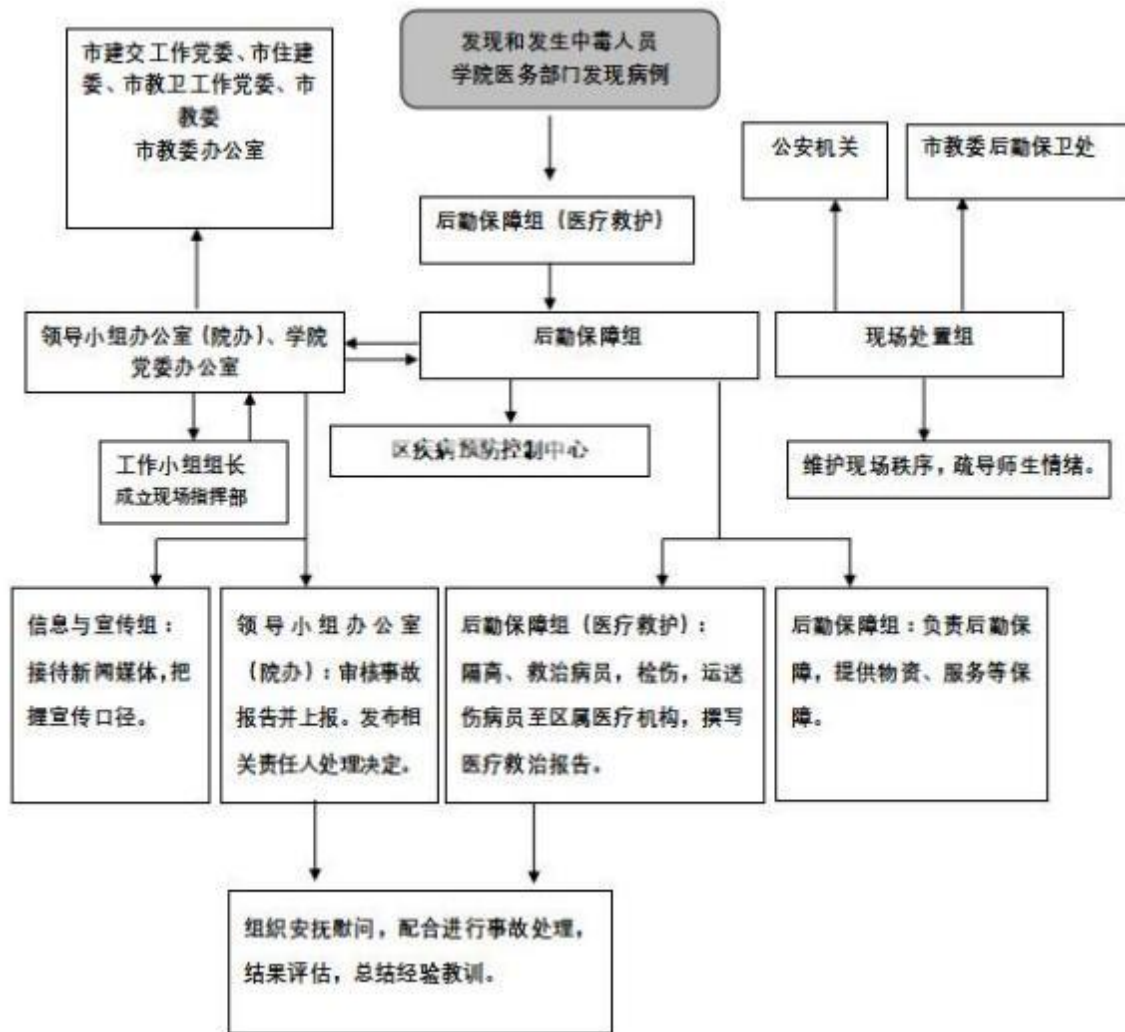 发现和发生中毒人员
学院医务部门发现病例
市建交工作党委、市住建
委、市教卫工作党委、市
教委
市教委办公室
公安机关
市教委后勤保卫处
后勤保障组（医疗救护）
领导小组办公室（院办）、学院
党委办公室
后勤保障组
现场处置组
工作小组组长
成立现场指挥部
区疾病预防控制中心
维护现场秩序，疏导师生情绪。
信息与宣传组：
接待新闻媒体，把
握宣传口径。
领导小组办公室
（院办）：审核事故
报告并上报。发布相
关责任人处理决定。
后勤保障组（医疗救护）：
隔离、救治病员，检伤，运送
伤病员至区属医疗机构，撰写
医疗救治报告。
后勤保障组：负责后勤保
障，提供物资、服务等保
障。
组织安抚慰问，配合进行事故处理，
结果评估，总结经验教训。